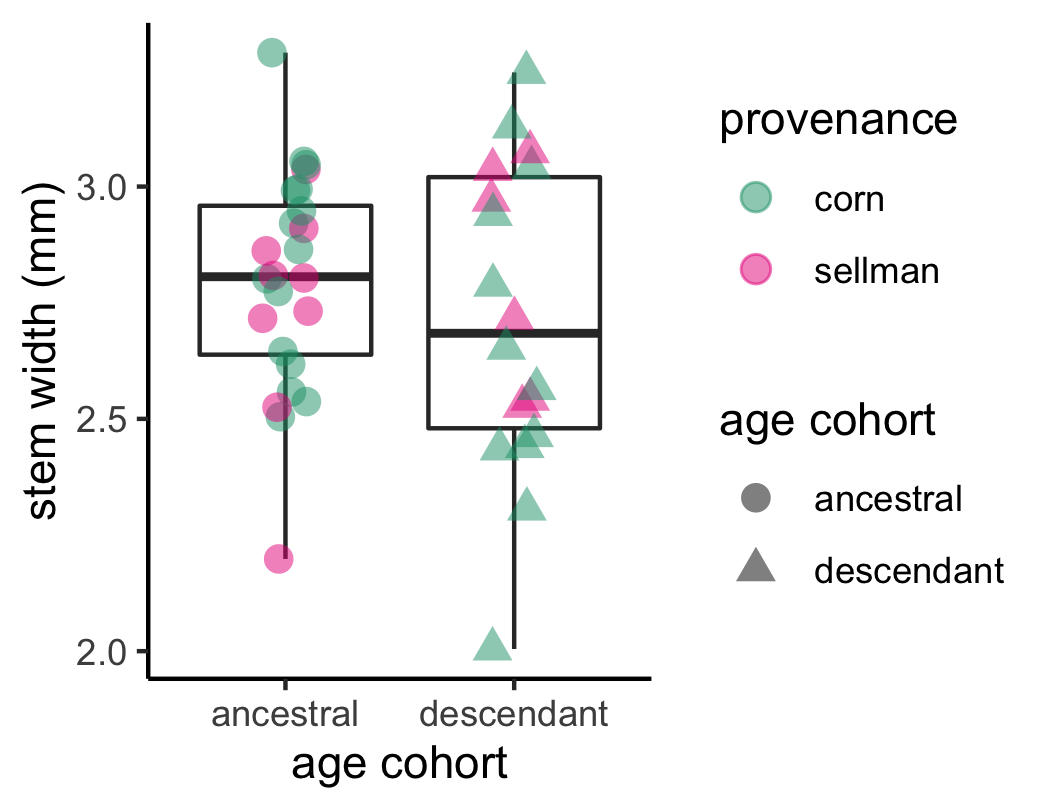 stem width (mm)
3.0
2.5
2.0
ancestral
descendant
age cohort
provenance
corn
sellman
age cohort
ancestral
descendant